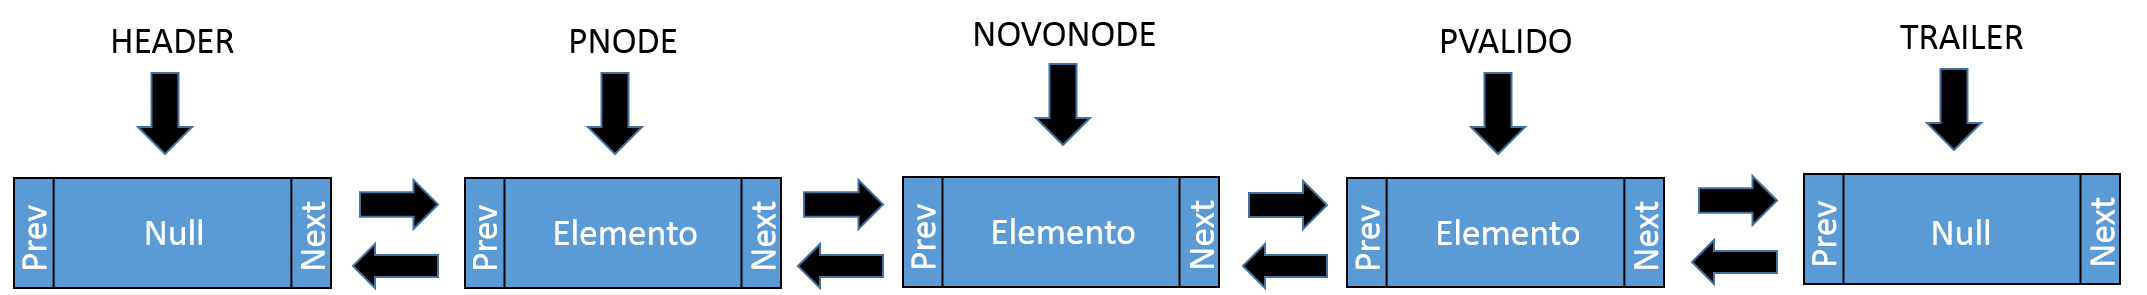 HEADER PNODE NOVONODE PVALIDO TRAILER
Prev Null Next Prev Elemento Next Prev Elemento Next Prev Elemento Next Prev Null Next